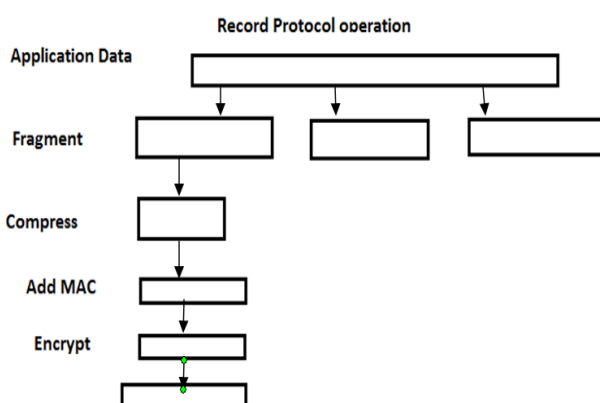 Record Protocol operation
Application Data
Fragment
Compress
Add MAC
Encrypt